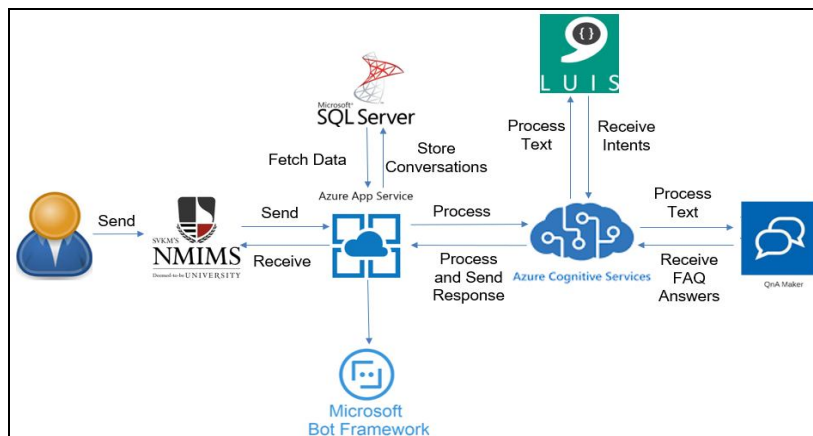 {}
LUIS
Microsoft®
SQL Server
Process
Text
Receive
Intents
Fetch Data
Store
Conversations
Azure App Service
Send
SVKM'S
NMIMS
Deemed to be UNIVERSITY
Send
Receive
Process
Process
and Send
Response
Azure Cognitive Services
Process
Text
Receive
FAQ
Answers
QnA Maker
Microsoft
Bot Framework